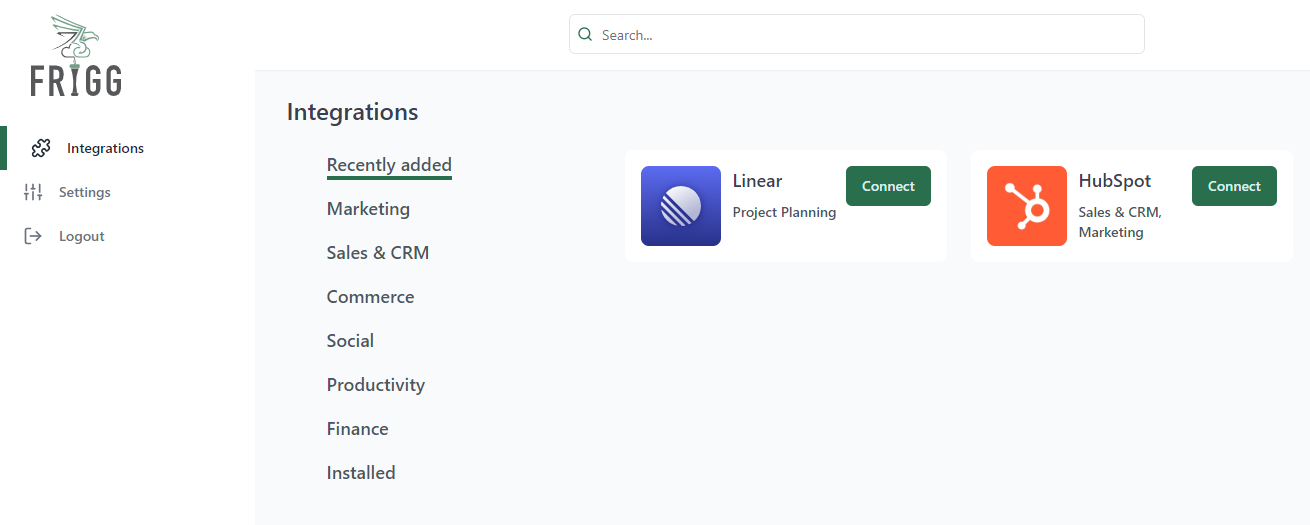 FRIGG
Search...
Integrations
Settings
Logout
Integrations
Recently added
Marketing
Sales & CRM
Commerce
Social
Productivity
Finance
Installed
Linear
Project Planning
Connect
HubSpot
Sales & CRM,
Marketing
Connect